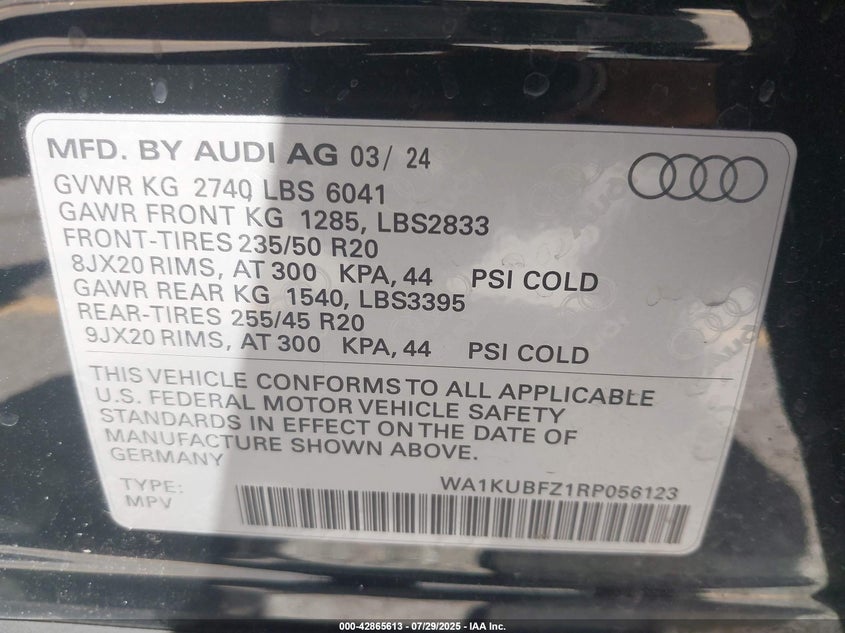 MFD. BY AUDI AG 03/ 24
GVWR KG 2740 LBS 6041
GAWR FRONT KG 1285, LBS2833
FRONT-TIRES 235/50 R20
8JX20 RIMS, AT 300 KPA, 44 PSI COLD
GAWR REAR KG 1540, LBS3395
REAR-TIRES 255/45 R20
9JX20 RIMS, AT 300 KPA, 44 PSI COLD
THIS VEHICLE CONFORMS TO ALL APPLICABLE
U.S. FEDERAL MOTOR VEHICLE SAFETY
STANDARDS IN EFFECT ON THE DATE OF
MANUFACTURE SHOWN ABOVE.
GERMANY
WA1KUBFZ1RP056123
TYPE:
MPV
000-42865613 - 07/29/2025 - IAA Inc.